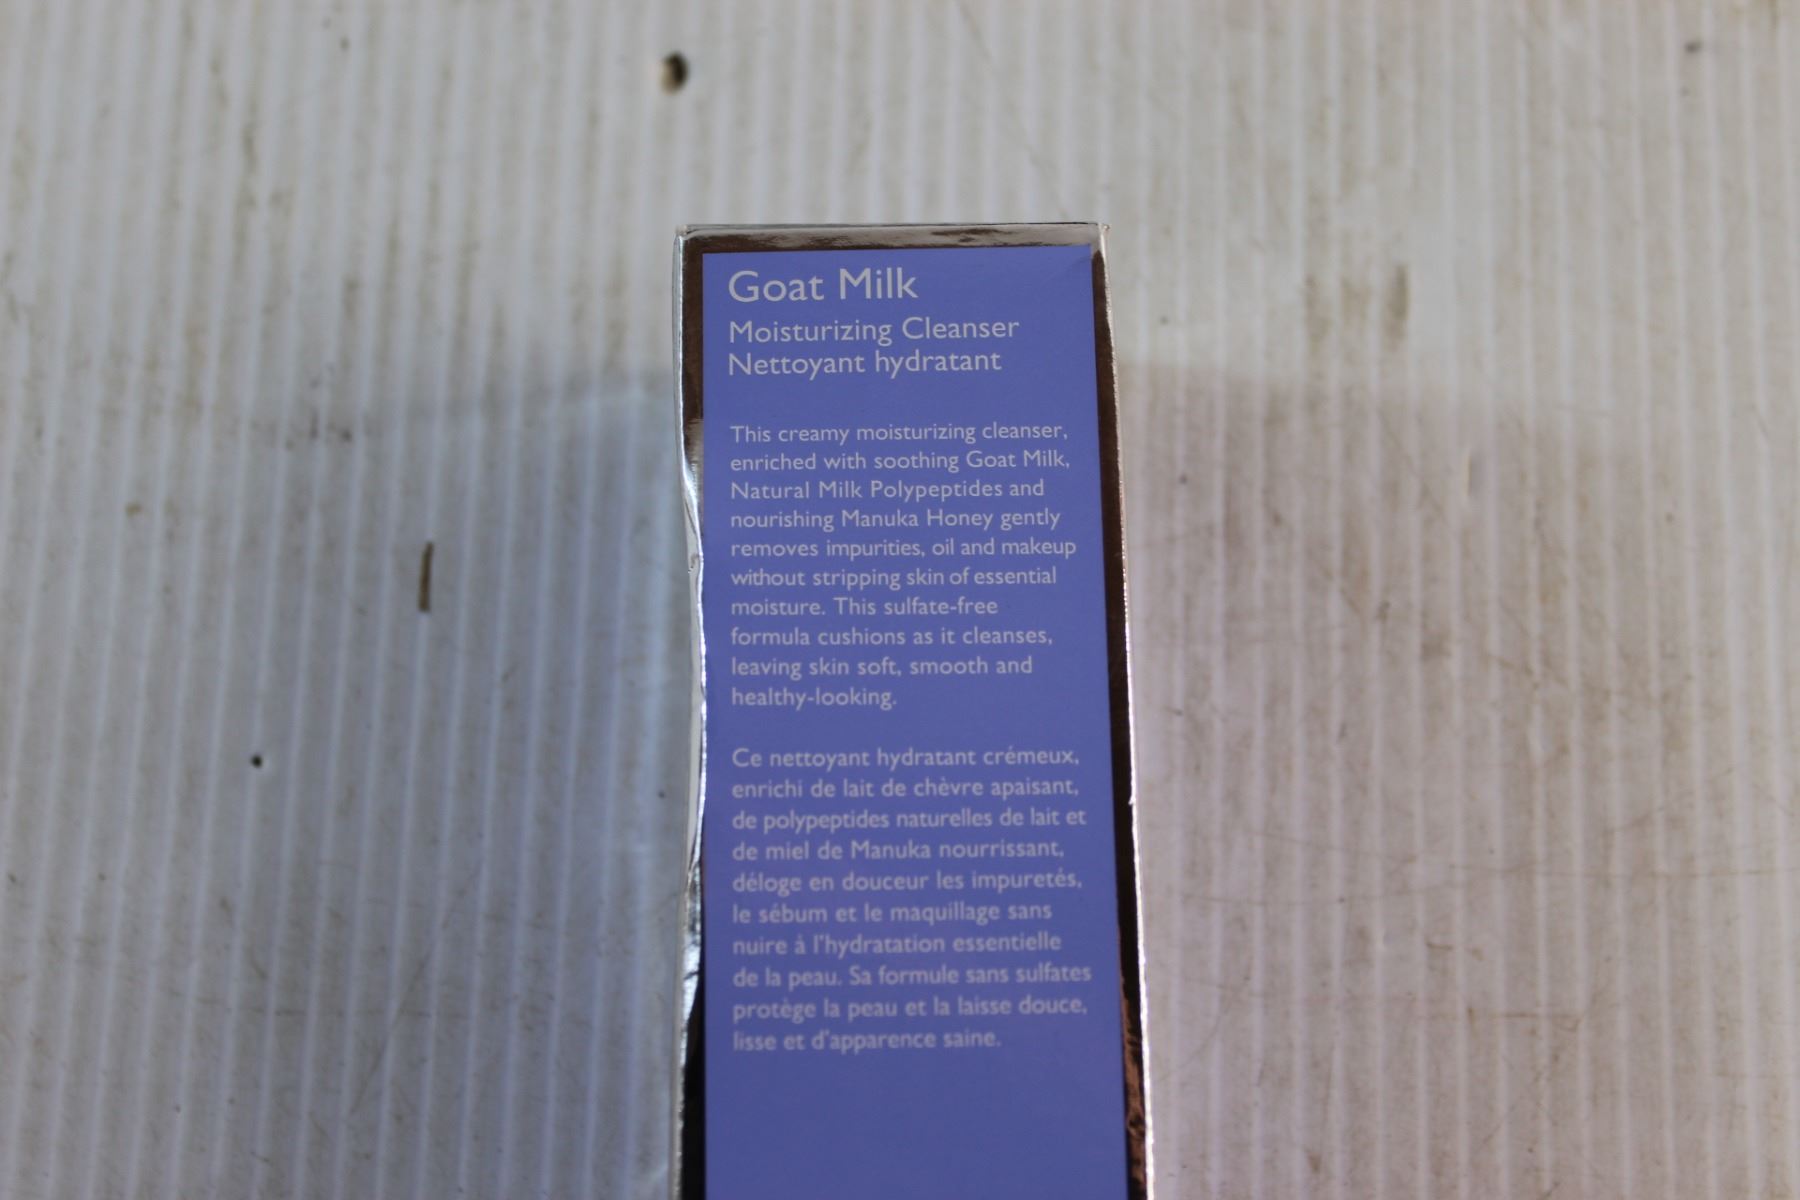 Goat Milk
Moisturizing Cleanser
Nettoyant hydratant
This creamy moisturizing cleanser,
enriched with soothing Goat Milk,
Natural Milk Polypeptides and
nourishing Manuka Honey gently
removes impurities, oil and makeup
without stripping skin of essential
moisture. This sulfate-free
formula cushions as it cleanses,
leaving skin soft, smooth and
healthy-looking.
Ce nettoyant hydratant crémeux,
enrichi de lait de chèvre apaisant,
de polypeptides naturelles de lait et
de miel de Manuka nourrissant,
déloge en douceur les impuretés,
le sébum et le maquillage sans
nuire à l'hydratation essentielle
de la peau. Sa formule sans sulfates
protège la peau et la laisse douce,
lisse et d'apparence saine.